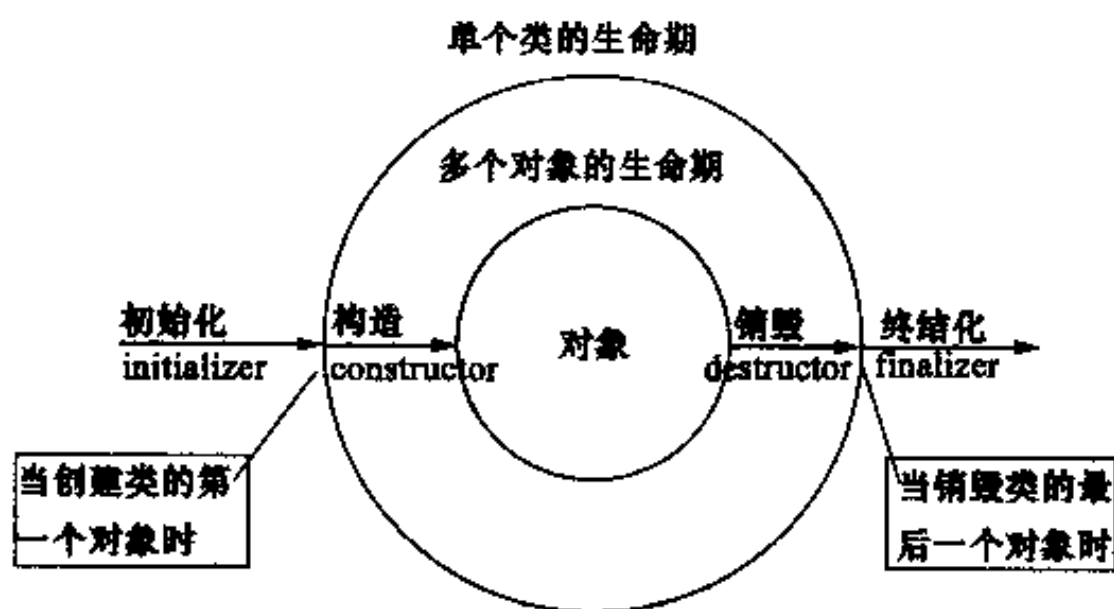 单个类的生命期
多个对象的生命期
初始化
构造
对象
销毁
终结化
initializer
constructor
destructor
finalizer
当创建类的第
一个对象时
当销毁类的最
后一个对象时